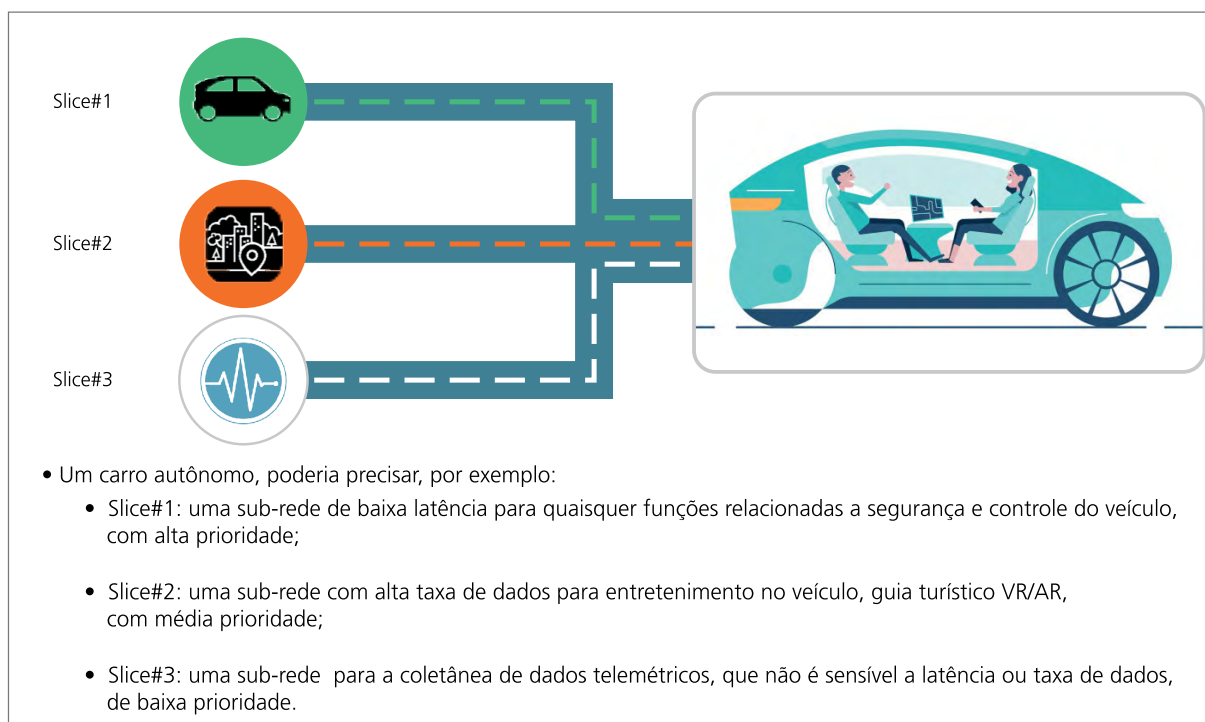 Slice#1
Slice#2
Slice#3
• Um carro autônomo, poderia precisar, por exemplo:
• Slice#1: uma sub-rede de baixa latência para quaisquer funções relacionadas a segurança e controle do veículo,
com alta prioridade;
• Slice#2: uma sub-rede com alta taxa de dados para entretenimento no veículo, guia turístico VR/AR,
com média prioridade;
• Slice#3: uma sub-rede para a coletânea de dados telemétricos, que não é sensível a latência ou taxa de dados,
de baixa prioridade.